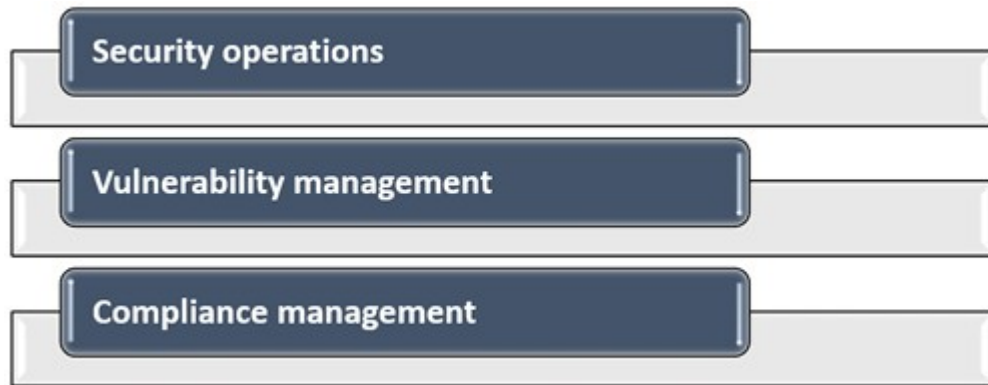 Security operations
Vulnerability management
Compliance management